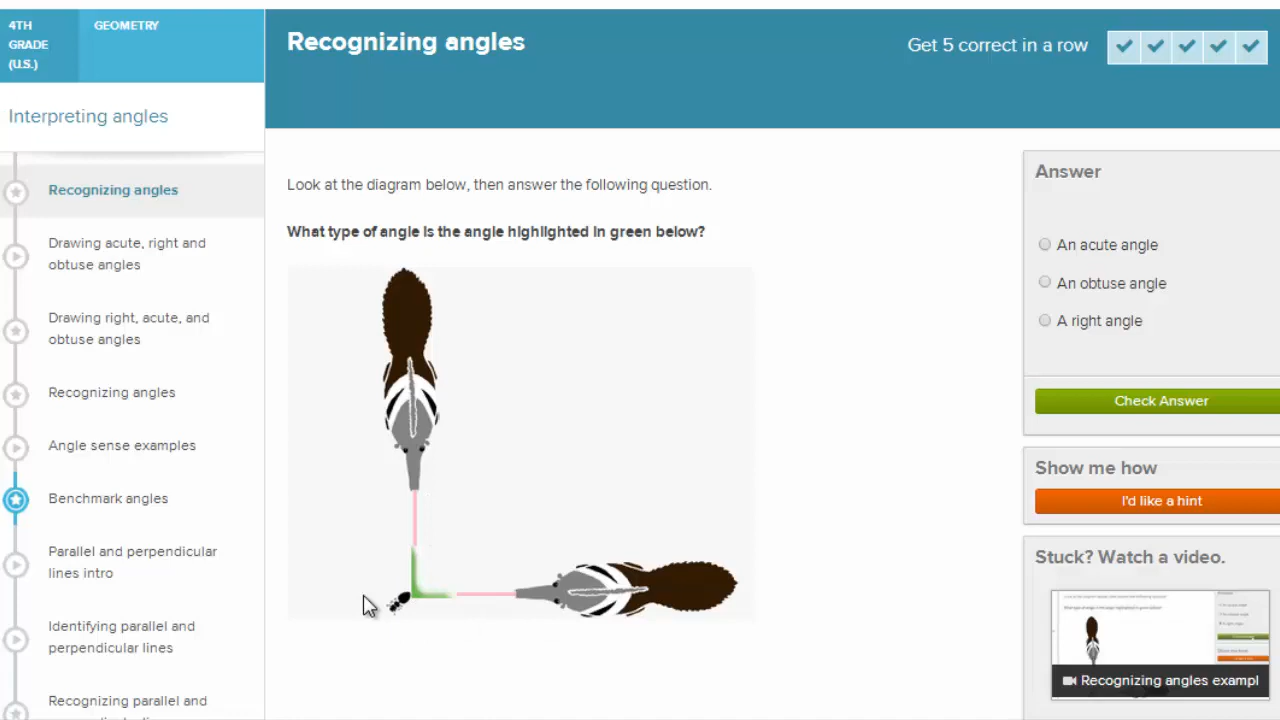 4TH
GRADE
(U.S.)
GEOMETRY
Recognizing angles
Get 5 correct in a row
Interpreting angles
Recognizing angles
Drawing acute, right and
obtuse angles
Drawing right, acute, and
obtuse angles
Recognizing angles
Angle sense examples
Benchmark angles
Parallel and perpendicular
lines intro
Identifying parallel and
perpendicular lines
Recognizing parallel and
Look at the diagram below, then answer the following question.
What type of angle is the angle highlighted in green below?
Answer
An acute angle
An obtuse angle
A right angle
Check Answer
Show me how
I'd like a hint
Stuck? Watch a video.
Recognizing angles exampl